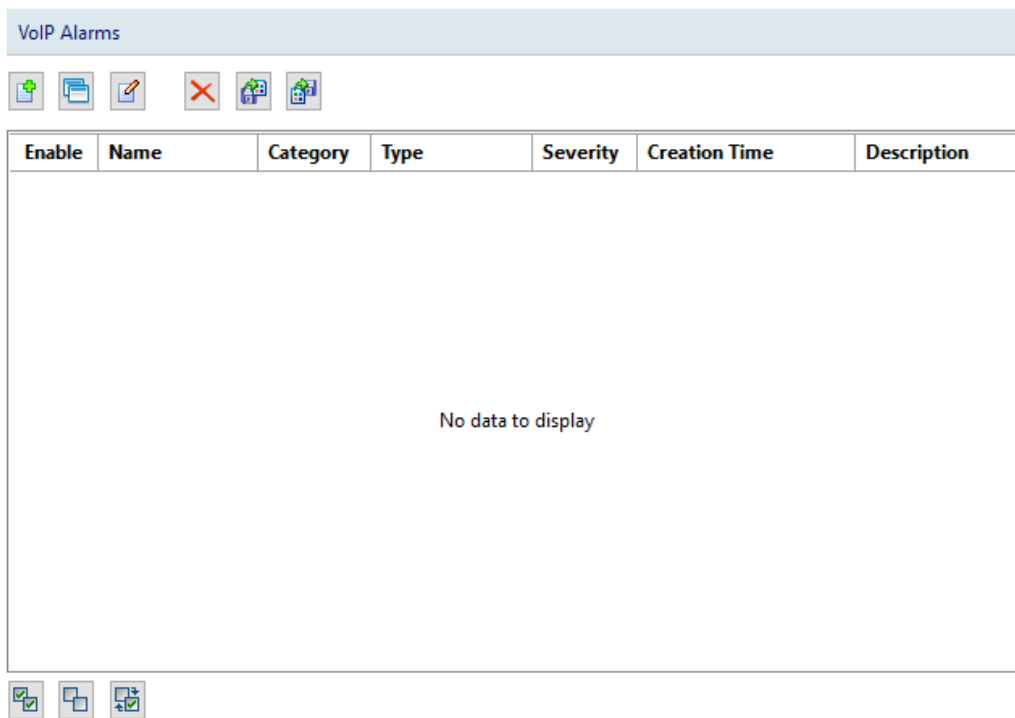 VoIP Alarms
Enable Name Category Type Severity Creation Time Description
No data to display